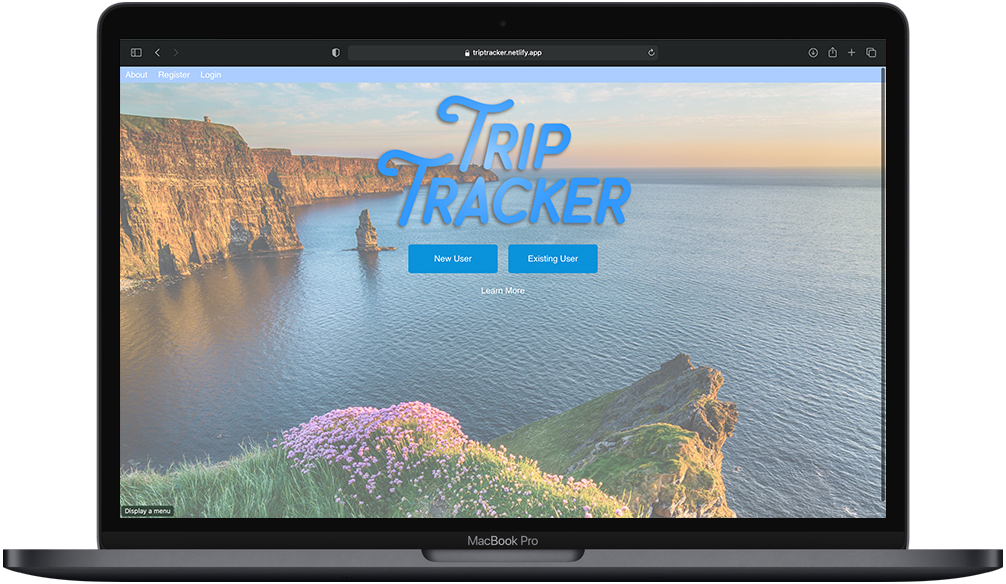 triptracker.netlify.app
About Register Login
TRIP
TRACKER
New User Existing User
Learn More
Display a menu
MacBook Pro